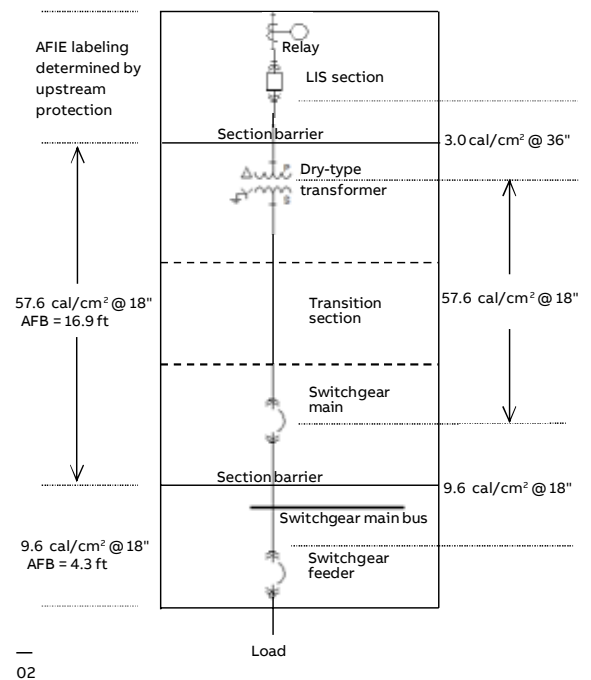 AFIE labeling
determined by
upstream
protection
Relay
LIS section
Section barrier
3.0 cal/cm² @ 36"
Δ
P
Dry-type
transformer
S
57.6 cal/cm² @ 18"
AFB = 16.9 ft
Transition
section
57.6 cal/cm² @ 18"
Switchgear
main
Section barrier
9.6 cal/cm² @ 18"
Switchgear main bus
9.6 cal/cm² @ 18"
AFB = 4.3 ft
Switchgear
feeder
Load
—
02